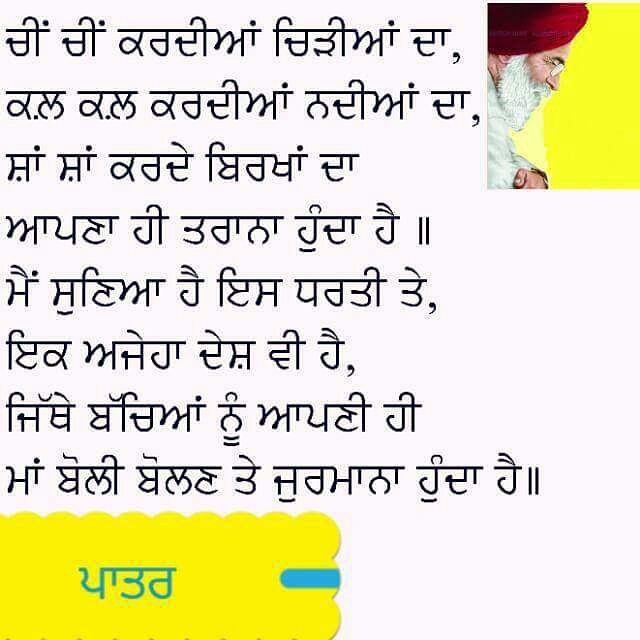 ਚੀਂ ਚੀਂ ਕਰਦੀਆਂ ਚਿੜੀਆਂ ਦਾ,
ਕਲ਼ ਕਲ਼ ਕਰਦੀਆਂ ਨਦੀਆਂ ਦਾ,
ਸ਼ਾਂ ਸ਼ਾਂ ਕਰਦੇ ਬਿਰਖਾਂ ਦਾ
ਆਪਣਾ ਹੀ ਤਰਾਨਾ ਹੁੰਦਾ ਹੈ ॥
ਮੈਂ ਸੁਣਿਆ ਹੈ ਇਸ ਧਰਤੀ ਤੇ,
ਇਕ ਅਜੇਹਾ ਦੇਸ਼ ਵੀ ਹੈ,
ਜਿੱਥੇ ਬੱਚਿਆਂ ਨੂੰ ਆਪਣੀ ਹੀ
ਮਾਂ ਬੋਲੀ ਬੋਲਣ ਤੇ ਜੁਰਮਾਨਾ ਹੁੰਦਾ ਹੈ॥
ਪਾਤਰ